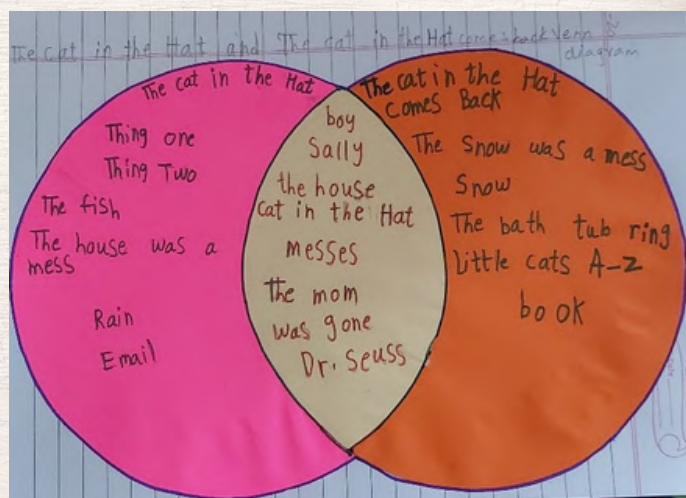 The cat in the Hat and The cat in the Hat comes back Venn
diagram
The cat in the Hat
Thing one
Thing Two
The fish
The house was a
mess
Rain
Email
boy
Sally
the house
cat in the Hat
messes
the mom
was gone
Dr. Seuss
The cat in the Hat
comes Back
The snow was a mess
Snow
The bath tub ring
little cats A-Z
book